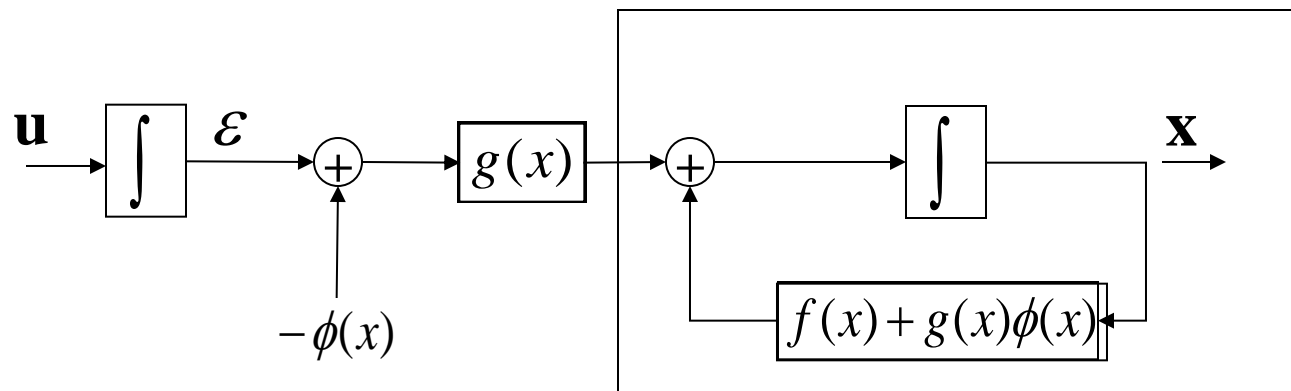 u
∫
ε
+
g(x)
+
∫
x
−ϕ(x)
f(x) + g(x)ϕ(x)